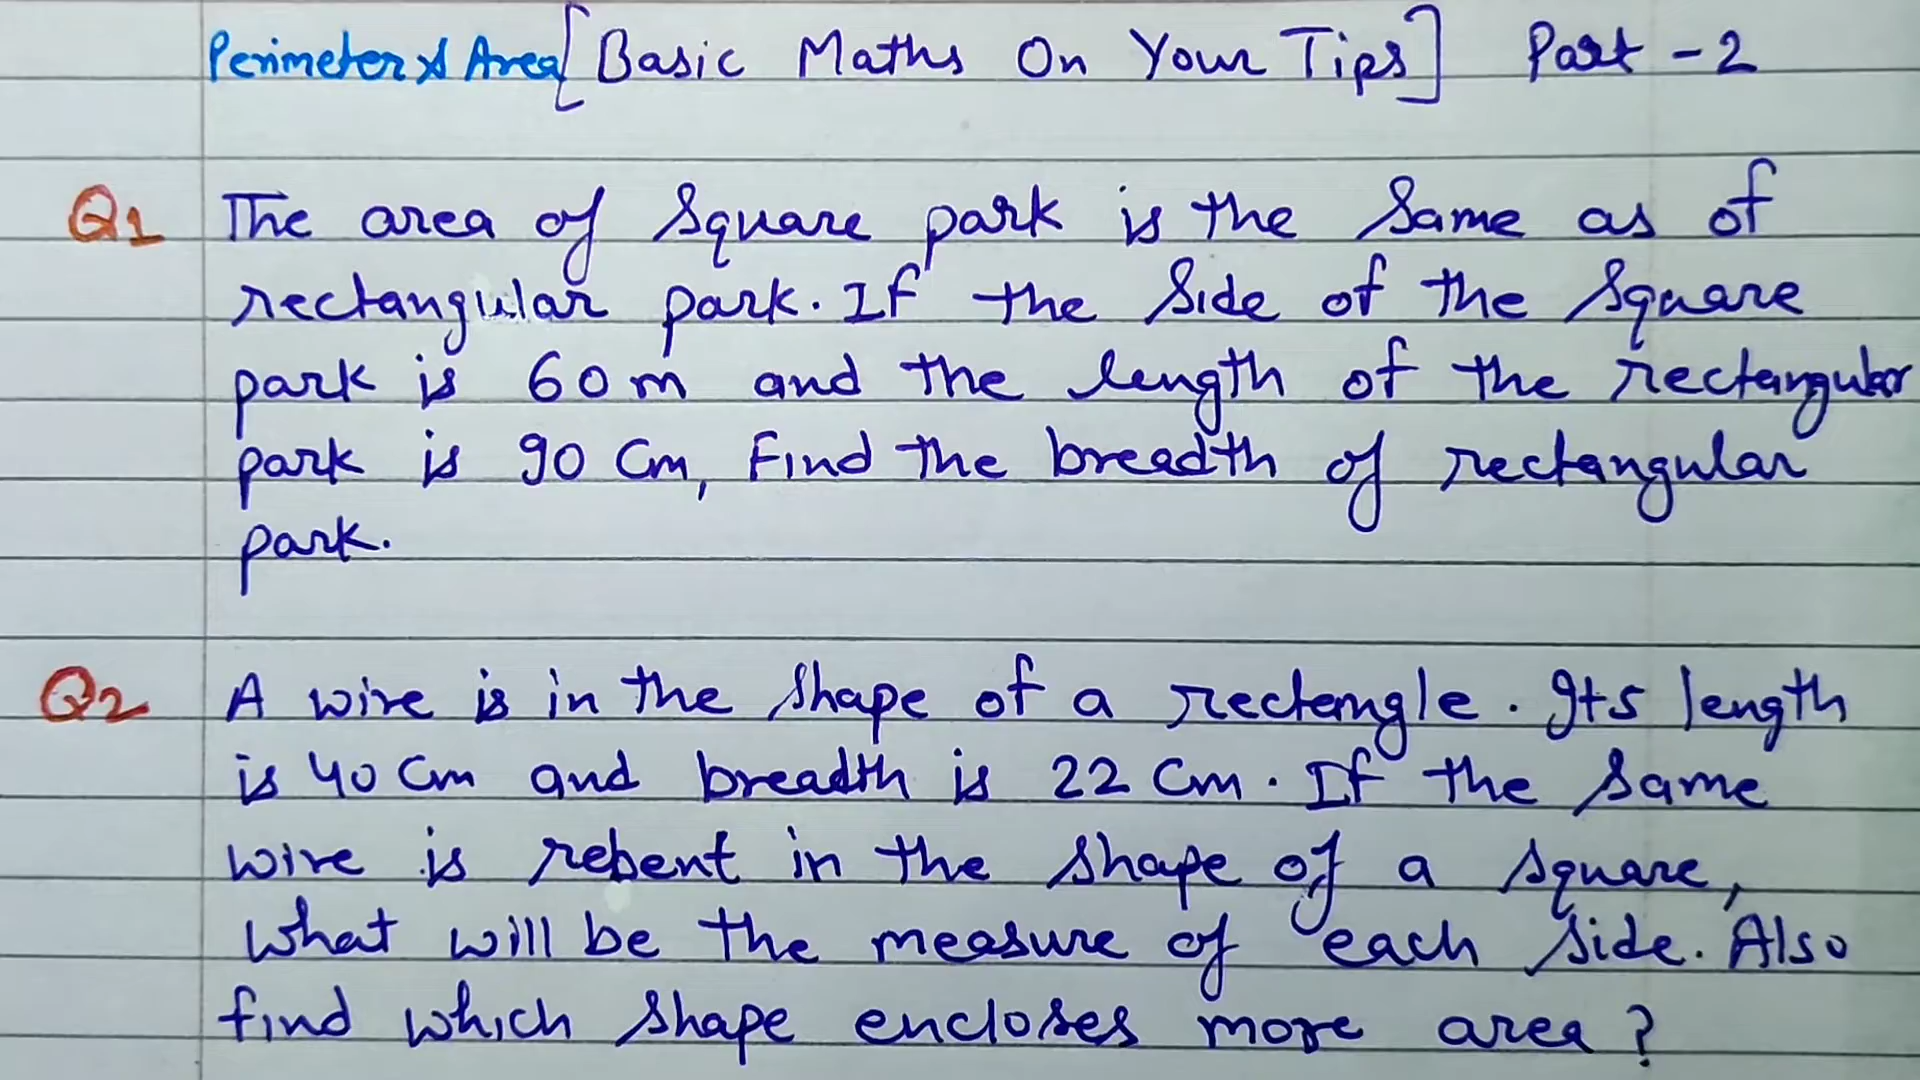 Perimeter & Area [Basic Maths On Your Tips] Part - 2
Q1 The area of square park is the same as of
rectangular park. If the side of the square
park is 60 m and the length of the rectangular
park is 90 cm, Find the breadth of rectangular
park.
Q2 A wire is in the shape of a rectangle. Its length
is 40 cm and breadth is 22 cm. If the same
wire is rebent in the shape of a square,
what will be the measure of each side. Also
find which shape encloses more area?